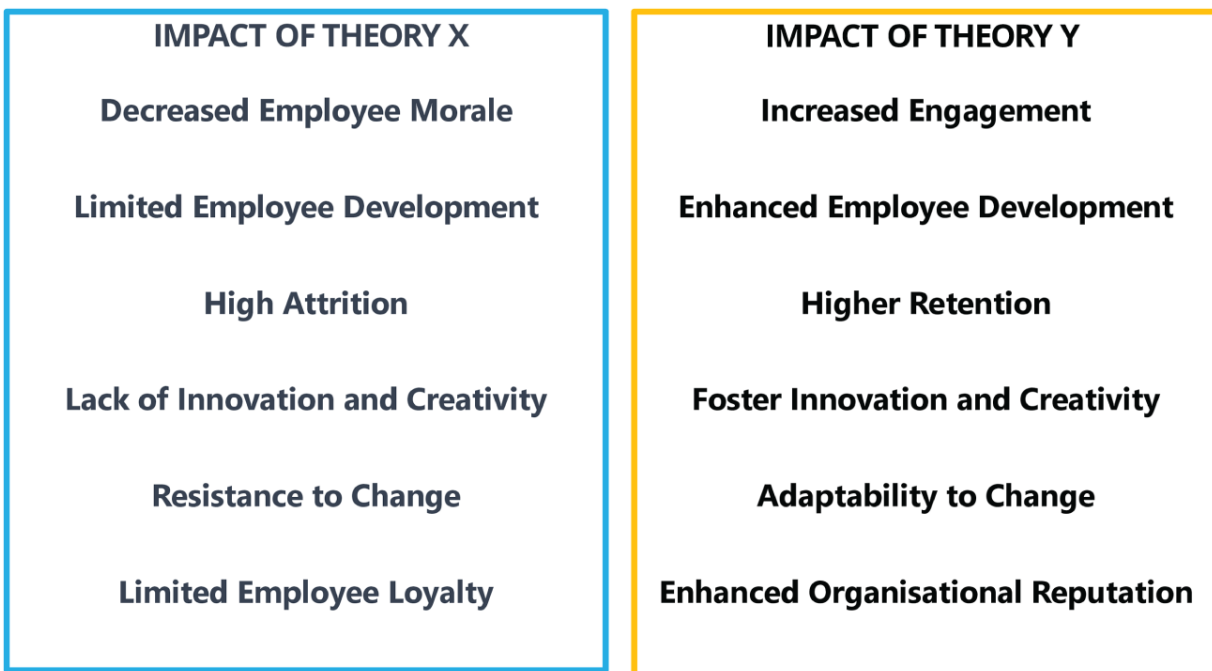 IMPACT OF THEORY X
Decreased Employee Morale
Limited Employee Development
High Attrition
Lack of Innovation and Creativity
Resistance to Change
Limited Employee Loyalty
IMPACT OF THEORY Y
Increased Engagement
Enhanced Employee Development
Higher Retention
Foster Innovation and Creativity
Adaptability to Change
Enhanced Organisational Reputation